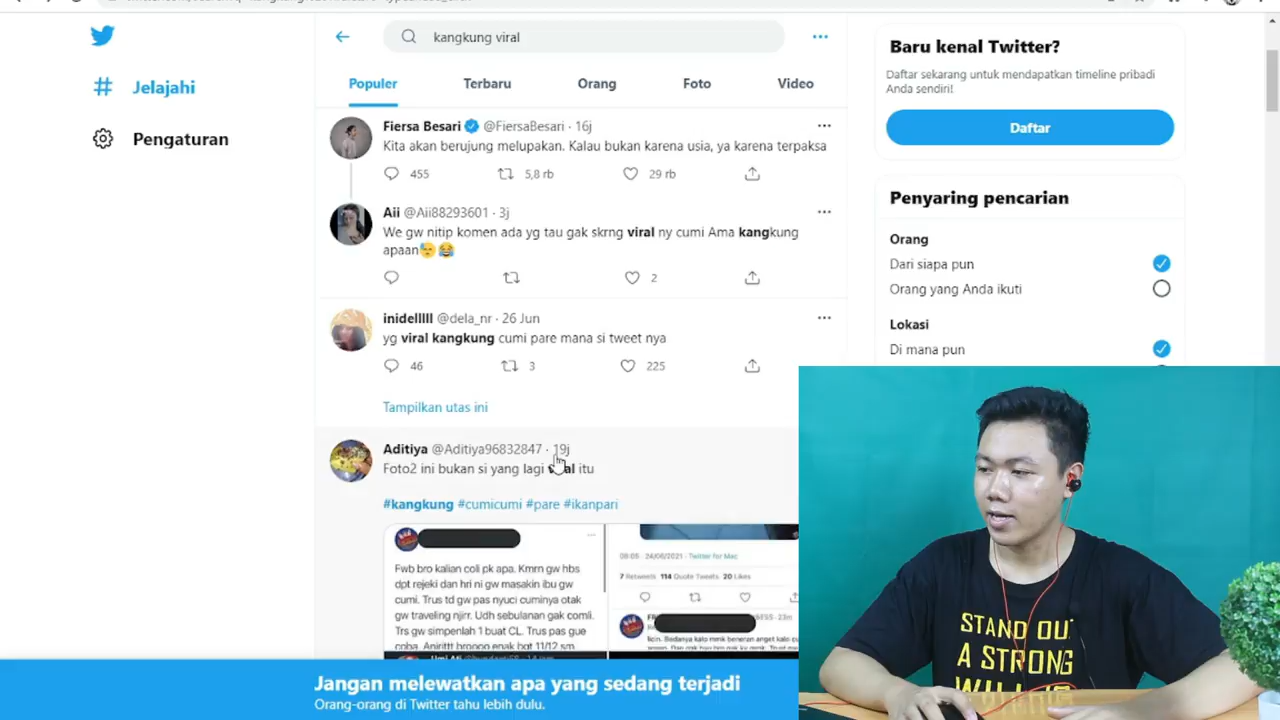 kangkung viral
Jelajahi
Pengaturan
Populer
Terbaru
Orang
Foto
Video
Fiersa Besari @FiersaBesari · 16j
Kita akan berujung melupakan. Kalau bukan karena usia, ya karena terpaksa
455
5,8 rb
29 rb
Aii @Aii88293601 · 3j
We gw nitip komen ada yg tau gak skrng viral ny cumi Ama kangkung
apaan😓😂
2
inidelllll @dela_nr · 26 Jun
yg viral kangkung cumi pare mana si tweet nya
46
3
225
Tampilkan utas ini
Aditiya @Aditiya96832847 · 19j
Foto2 ini bukan si yang lagi viral itu
#kangkung #cumicumi #pare #ikanpari
Fwb bro kalian coli pk apa. Kmrn gw hbs
dpt rejeki dan hri ni gw masakin ibu gw
cumi. Trus td gw pas nyuci cuminya otak
gw traveling njirr. Udh sebulanan gak comli.
Trs gw simpenlah 1 buat CL. Trus pas gue
08:05 · 24/06/2021 · Twitter for Mac
7 Retweets 114 Quote Tweets 20 Likes
Baru kenal Twitter?
Daftar sekarang untuk mendapatkan timeline pribadi
Anda sendiri!
Daftar
Penyaring pencarian
Orang
Dari siapa pun
Orang yang Anda ikuti
Lokasi
Di mana pun
STAND OUT
A STRONG
Jangan melewatkan apa yang sedang terjadi
Orang-orang di Twitter tahu lebih dulu.